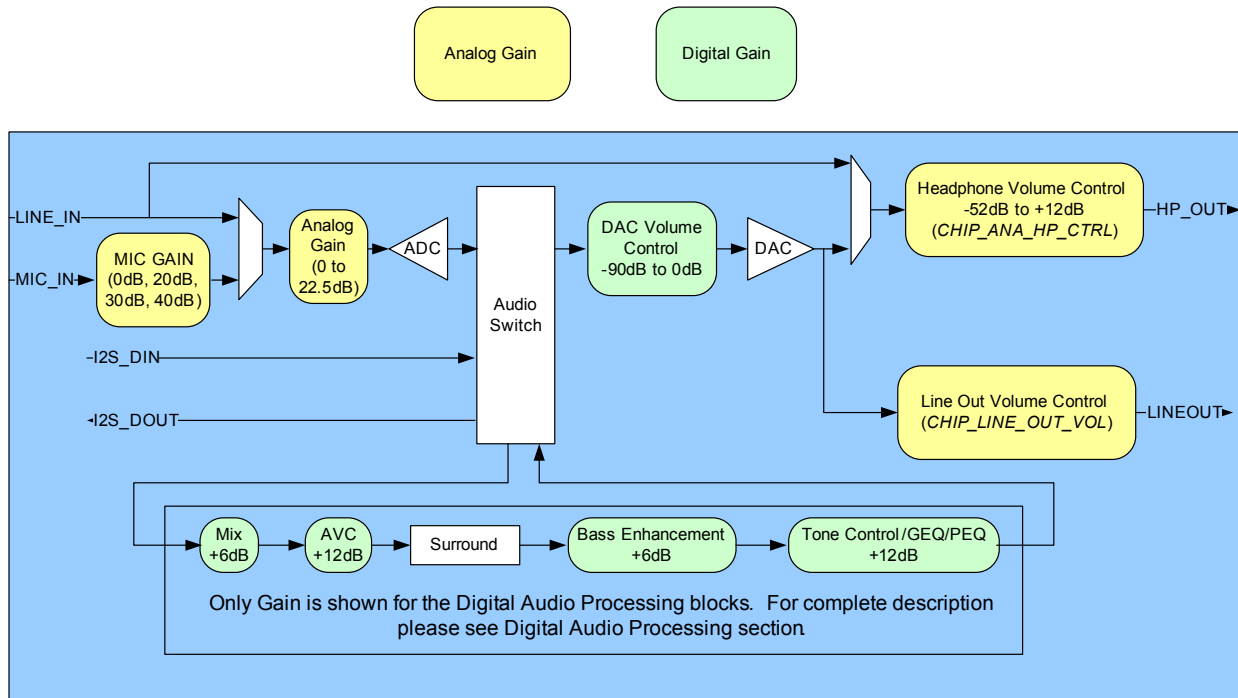 Analog Gain
Digital Gain
LINE_IN
MIC_IN
MIC GAIN
(0dB, 20dB,
30dB, 40dB)
Analog
Gain
(0 to
22.5dB)
ADC
Audio
Switch
DAC Volume
Control
-90dB to 0dB
DAC
Headphone Volume Control
-52dB to +12dB
(CHIP_ANA_HP_CTRL)
HP_OUT
I2S_DIN
I2S_DOUT
Line Out Volume Control
(CHIP_LINE_OUT_VOL)
LINEOUT
Mix
+6dB
AVC
+12dB
Surround
Bass Enhancement
+6dB
Tone Control/GEQ/PEQ
+12dB
Only Gain is shown for the Digital Audio Processing blocks. For complete description
please see Digital Audio Processing section.